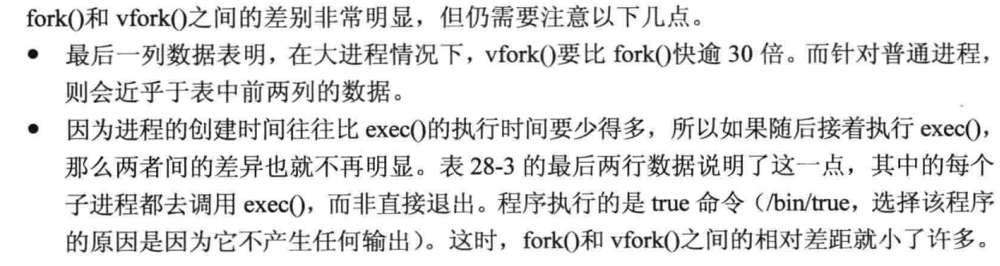 fork()和 vfork()之间的差别非常明显，但仍需要注意以下几点。
● 最后一列数据表明，在大进程情况下，vfork()要比 fork()快逾 30 倍。而针对普通进程，
则会近乎于表中前两列的数据。
● 因为进程的创建时间往往比 exec()的执行时间要少得多，所以如果随后接着执行 exec()，
那么两者间的差异也就不再明显。表 28-3 的最后两行数据说明了这一点，其中的每个
子进程都去调用 exec()，而非直接退出。程序执行的是 true 命令（/bin/true，选择该程序
的原因是因为它不产生任何输出）。这时，fork()和 vfork()之间的相对差距就小了许多。